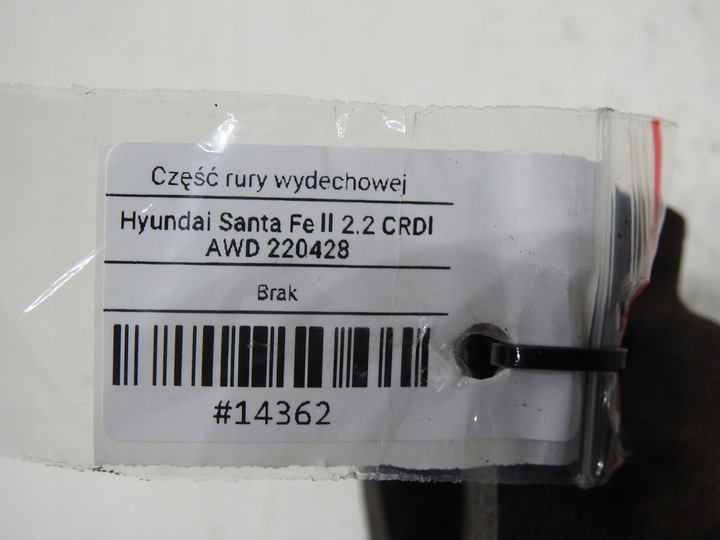 Część rury wydechowej
Hyundai Santa Fe II 2.2 CRDI
AWD 220428
Brak
#14362